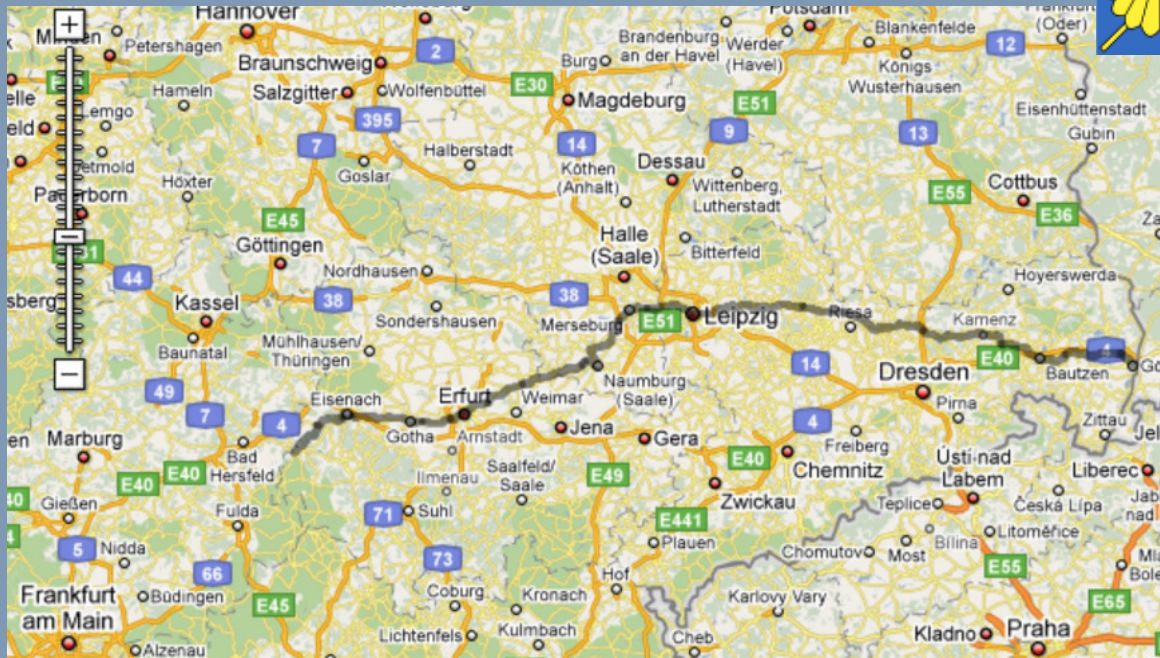 Hannover
Potsdam
Petershagen
2
Brandenburg
an der Havel
Werder
(Havel)
Blankenfelde
12
(Oder)
Braunschweig
Burg
Königs
Wusterhausen
Hameln
Salzgitter
Wolfenbüttel
E30
Magdeburg
E51
Eisenhüttenstadt
Lemgo
395
7
14
9
13
Gubin
Halberstadt
Goslar
Köthen
(Anhalt)
Dessau
Wittenberg,
Lutherstadt
Höxter
E55
Cottbus
E36
E45
Göttingen
Halle
(Saale)
Bitterfeld
44
Nordhausen
38
38
Hoyerswerda
Kassel
Sondershausen
Merseburg
E51
Leipzig
Riesa
Kamenz
Baunatal
Mühlhausen/
Thüringen
14
E40
4
Bautzen
Dresden
49
7
Eisenach
4
Erfurt
Weimar
Naumburg
(Saale)
Pirna
Zittau
Marburg
Bad
Hersfeld
Gotha
Arnstadt
Jena
Gera
4
Freiberg
E40
E40
Ilmenau
Saalfeld/
Saale
E49
E40
Chemnitz
Ústí nad
Labem
Liberec
Gießen
Fulda
71
Suhl
Zwickau
Teplice
Česká Lípa
E441
Plauen
Litoměřice
5
Nidda
73
Chomutov
Most
Bílina
66
Hof
E55
Frankfurt
am Main
Büdingen
E45
Coburg
Kronach
Karlovy Vary
E65
Lichtenfels
Kulmbach
Cheb
Kladno
Praha
Alzenau